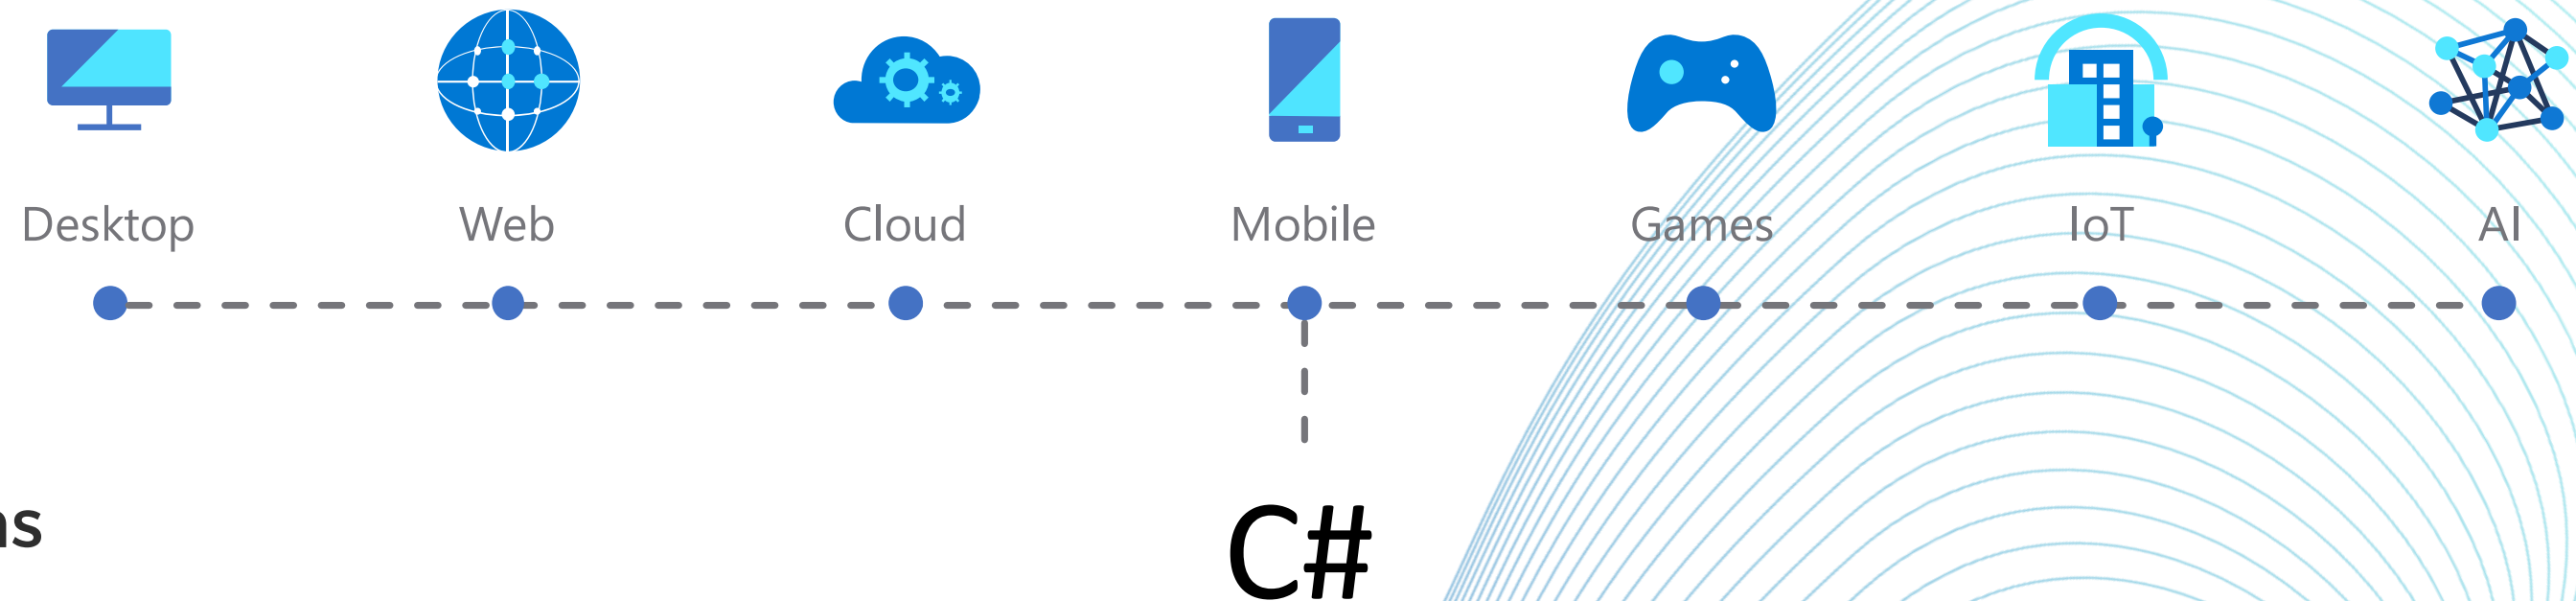 Desktop
Web
Cloud
Mobile
Games
IoT
AI
C#